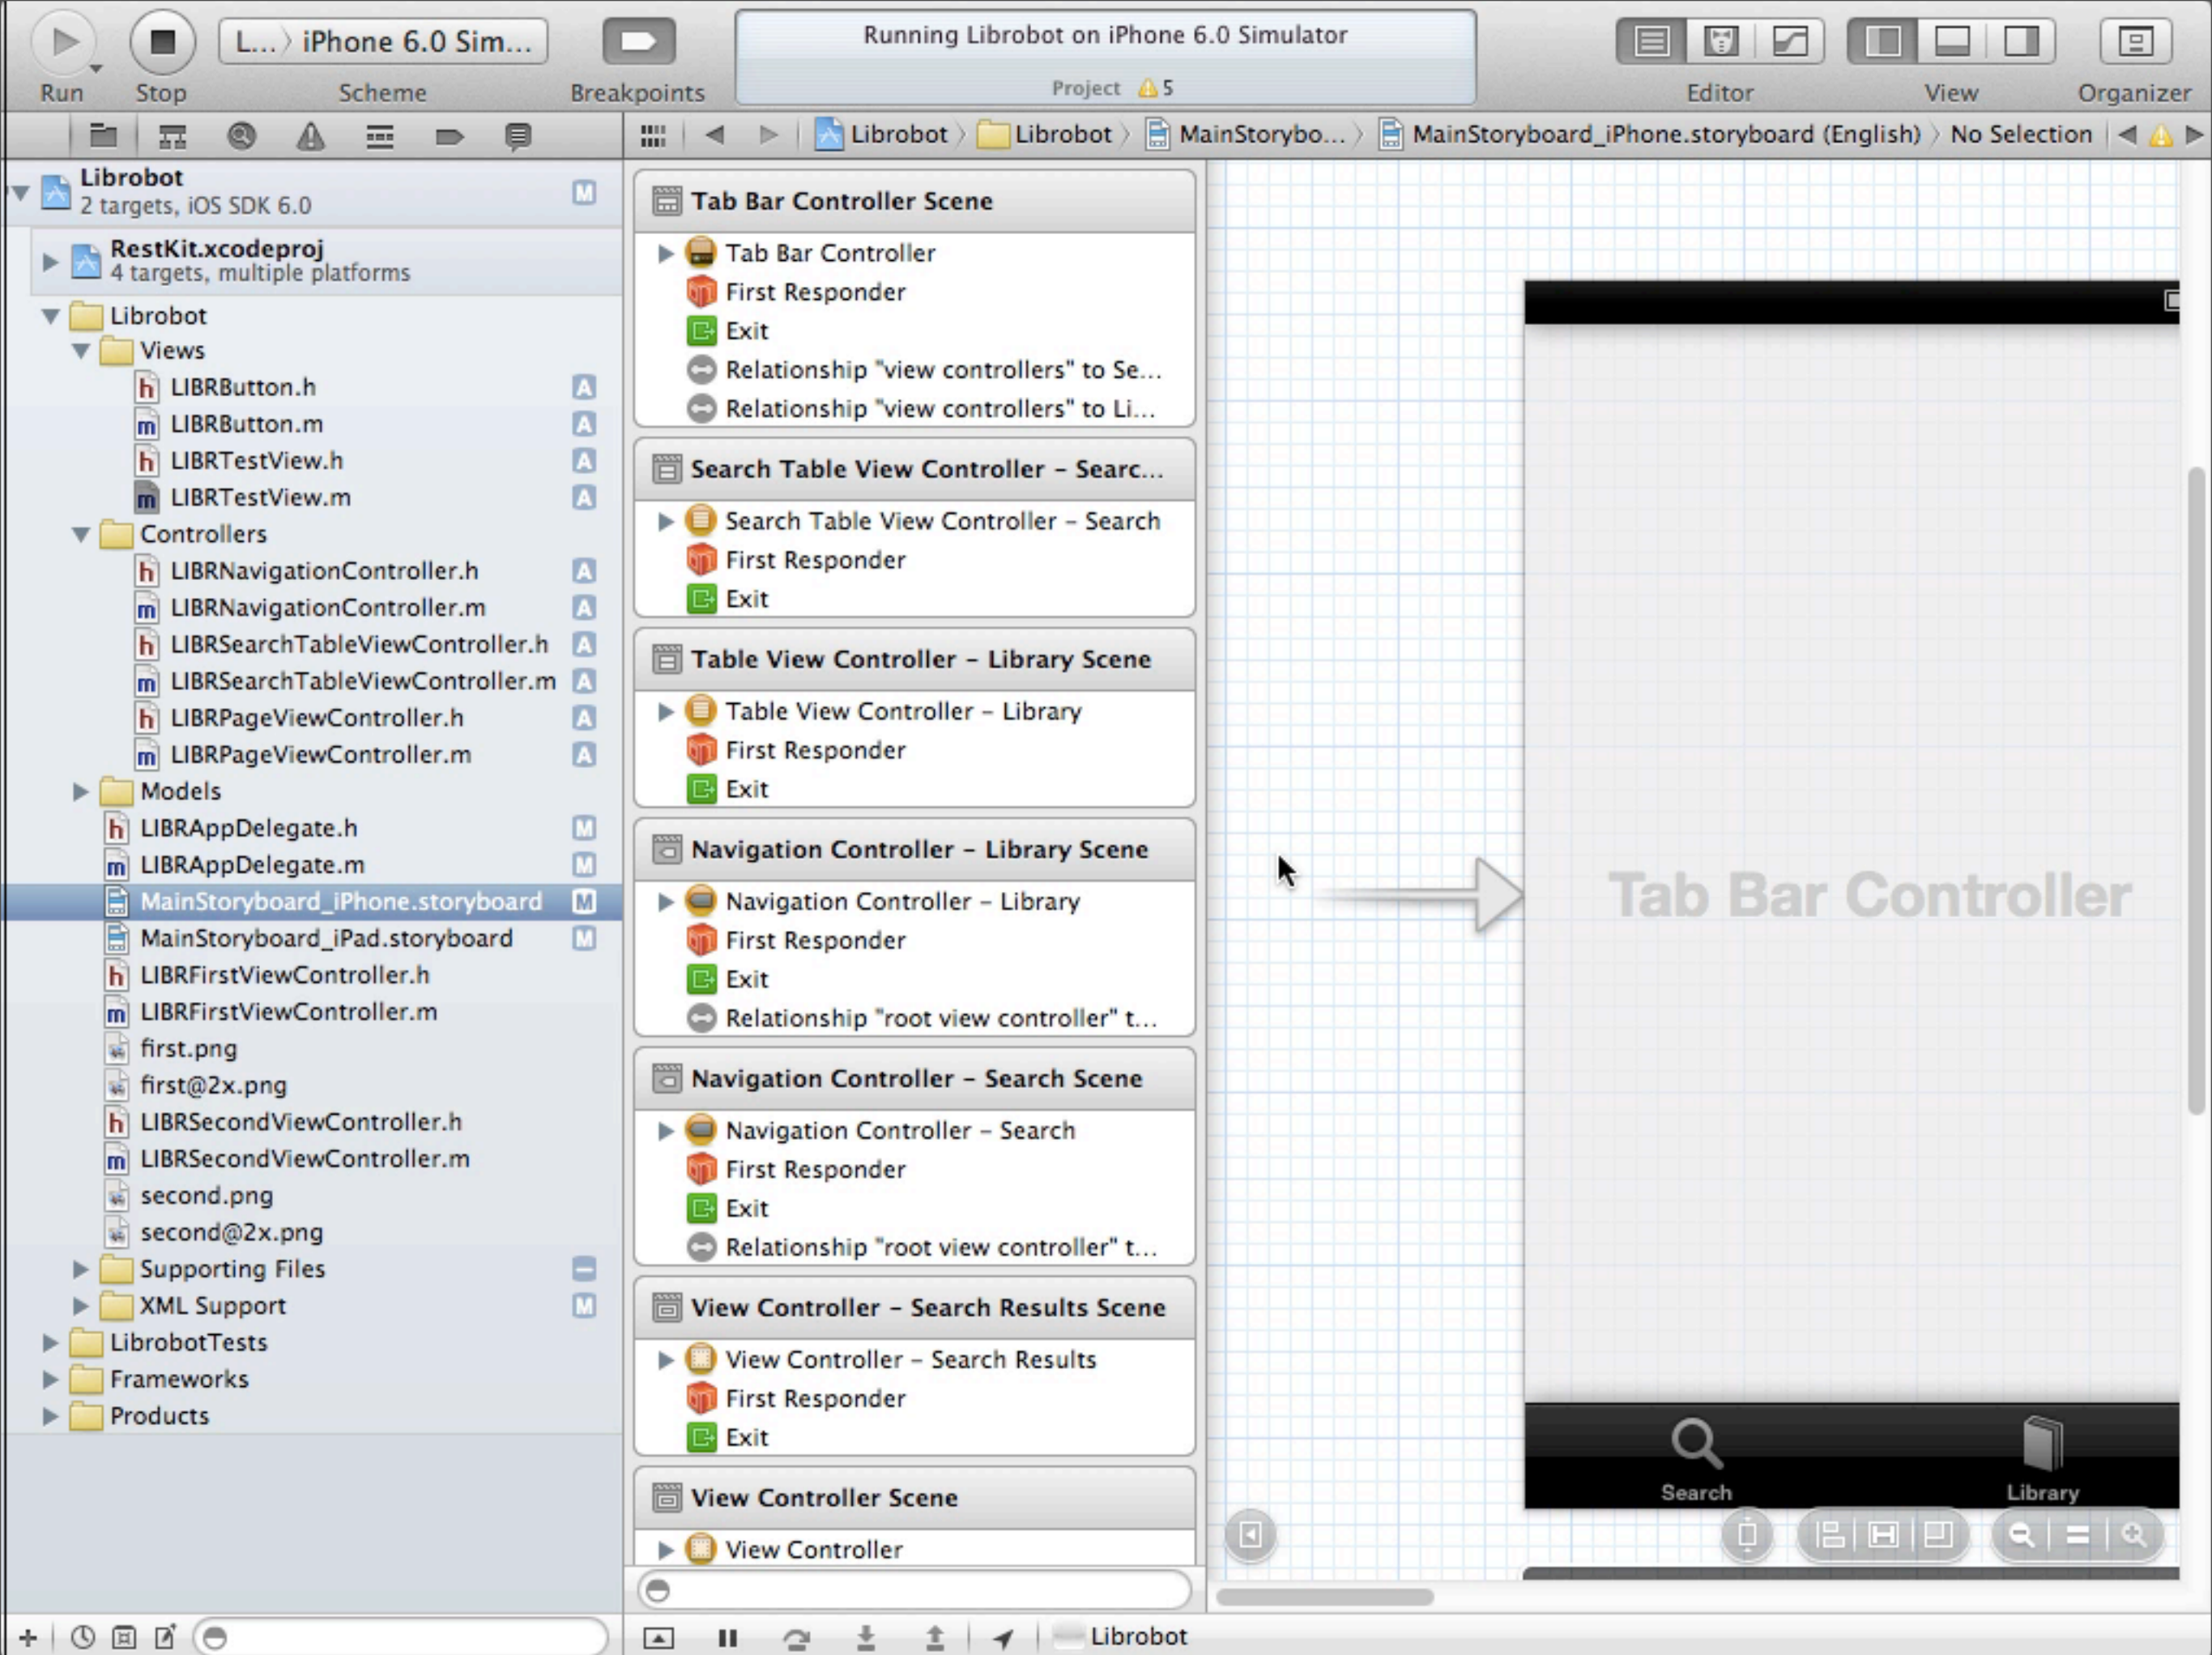 L... iPhone 6.0 Sim...
Running Librobot on iPhone 6.0 Simulator
Project 5
Run
Stop
Scheme
Breakpoints
Editor
View
Organizer
Librobot
Librobot
MainStorybo...
MainStoryboard_iPhone.storyboard (English)
No Selection
Librobot
M
2 targets, iOS SDK 6.0
RestKit.xcodeproj
4 targets, multiple platforms
Librobot
Views
h LIBRButton.h A
m LIBRButton.m A
h LIBRTestView.h A
m LIBRTestView.m A
Controllers
h LIBRNavigationController.h A
m LIBRNavigationController.m A
h LIBRSearchTableViewController.h A
m LIBRSearchTableViewController.m A
h LIBRPageViewController.h A
m LIBRPageViewController.m A
Models
h LIBRAppDelegate.h M
m LIBRAppDelegate.m M
MainStoryboard_iPhone.storyboard M
MainStoryboard_iPad.storyboard M
h LIBRFirstViewController.h
m LIBRFirstViewController.m
first.png
first@2x.png
h LIBRSecondViewController.h
m LIBRSecondViewController.m
second.png
second@2x.png
Supporting Files
XML Support M
LibrobotTests
Frameworks
Products
Tab Bar Controller Scene
Tab Bar Controller
First Responder
Exit
Relationship "view controllers" to Se...
Relationship "view controllers" to Li...
Search Table View Controller – Searc...
Search Table View Controller – Search
First Responder
Exit
Table View Controller – Library Scene
Table View Controller – Library
First Responder
Exit
Navigation Controller – Library Scene
Navigation Controller – Library
First Responder
Exit
Relationship "root view controller" t...
Navigation Controller – Search Scene
Navigation Controller – Search
First Responder
Exit
Relationship "root view controller" t...
View Controller – Search Results Scene
View Controller – Search Results
First Responder
Exit
View Controller Scene
View Controller
Tab Bar Controller
Search
Library
Librobot